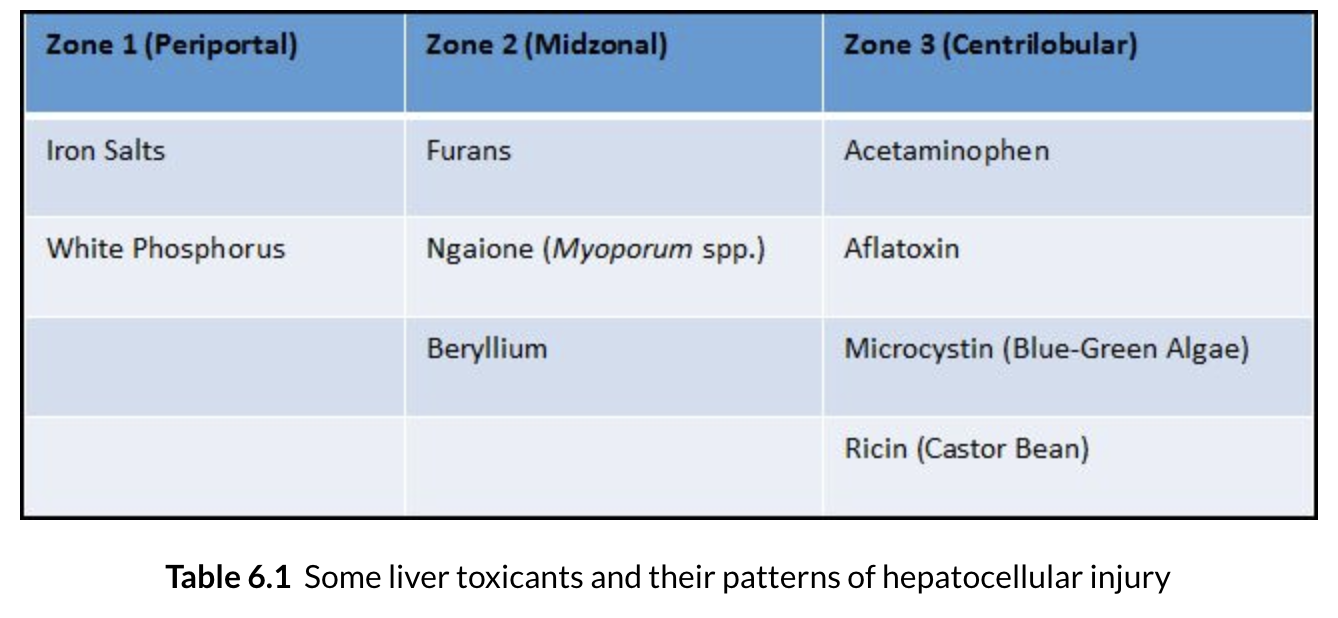 Zone 1 (Periportal) Zone 2 (Midzonal) Zone 3 (Centrilobular)
Iron Salts Furans Acetaminophen
White Phosphorus Ngaione (Myoporum spp.) Aflatoxin
Beryllium Microcystin (Blue-Green Algae)
Ricin (Castor Bean)
Table 6.1 Some liver toxicants and their patterns of hepatocellular injury